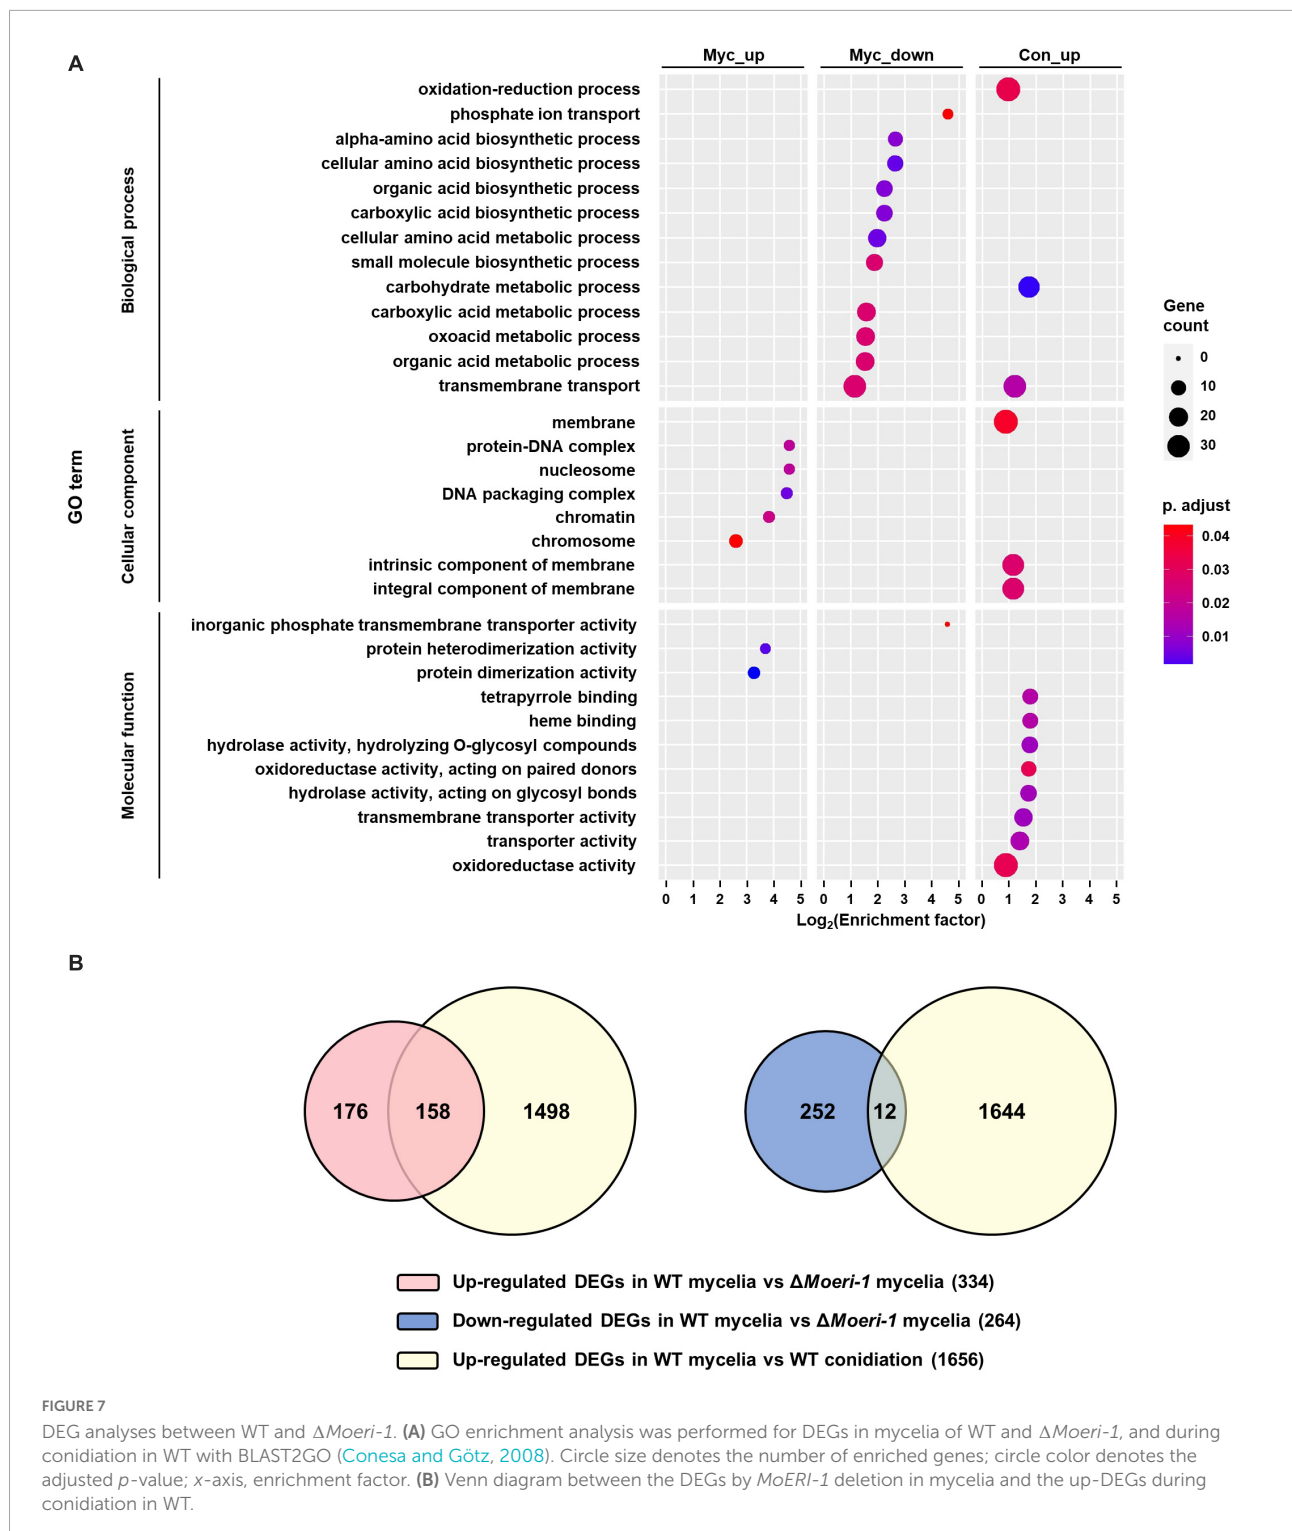 A
Myc_up Myc_down Con_up
GO term
Biological process
oxidation-reduction process
phosphate ion transport
alpha-amino acid biosynthetic process
cellular amino acid biosynthetic process
organic acid biosynthetic process
carboxylic acid biosynthetic process
cellular amino acid metabolic process
small molecule biosynthetic process
carbohydrate metabolic process
carboxylic acid metabolic process
oxoacid metabolic process
organic acid metabolic process
transmembrane transport
Cellular component
membrane
protein-DNA complex
nucleosome
DNA packaging complex
chromatin
chromosome
intrinsic component of membrane
integral component of membrane
Molecular function
inorganic phosphate transmembrane transporter activity
protein heterodimerization activity
protein dimerization activity
tetrapyrrole binding
heme binding
hydrolase activity, hydrolyzing O-glycosyl compounds
oxidoreductase activity, acting on paired donors
hydrolase activity, acting on glycosyl bonds
transmembrane transporter activity
transporter activity
oxidoreductase activity
0 1 2 3 4 5 0 1 2 3 4 5 0 1 2 3 4 5
Log₂(Enrichment factor)
Gene
count
0
10
20
30
p. adjust
0.04
0.03
0.02
0.01
B
176 158 1498 252 12 1644
Up-regulated DEGs in WT mycelia vs ΔMoeri-1 mycelia (334)
Down-regulated DEGs in WT mycelia vs ΔMoeri-1 mycelia (264)
Up-regulated DEGs in WT mycelia vs WT conidiation (1656)
FIGURE 7
DEG analyses between WT and ΔMoeri-1. (A) GO enrichment analysis was performed for DEGs in mycelia of WT and ΔMoeri-1, and during
conidiation in WT with BLAST2GO (Conesa and Götz, 2008). Circle size denotes the number of enriched genes; circle color denotes the
adjusted p-value; x-axis, enrichment factor. (B) Venn diagram between the DEGs by MoERI-1 deletion in mycelia and the up-DEGs during
conidiation in WT.